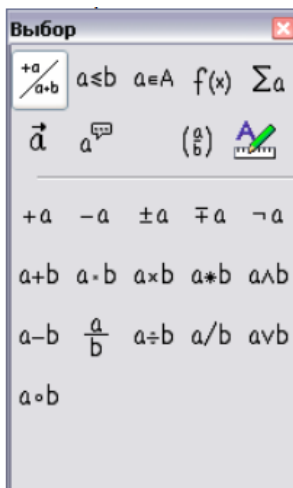 Выбор
+a/a+b a≤b a∈A f(x) Σa
a⃗ a (a b)
+a −a ±a ∓a ¬a
a+b a·b a×b a∗b a∧b
a−b a/b a÷b a/b a∨b
a∘b